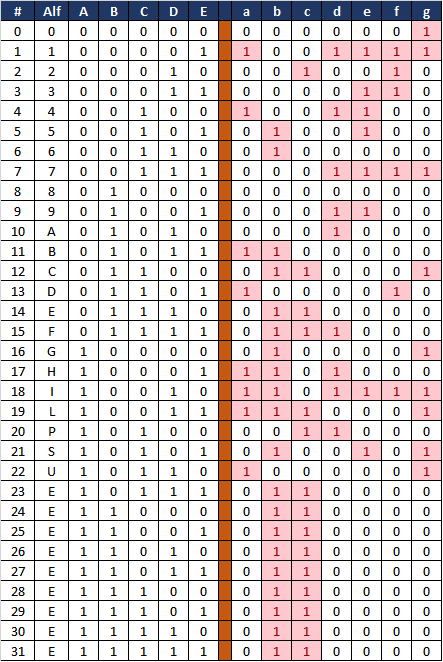 # Alf A B C D E a b c d e f g
0 0 0 0 0 0 0 0 0 0 0 0 0 1
1 1 0 0 0 0 1 1 0 0 1 1 1 1
2 2 0 0 0 1 0 0 0 1 0 0 1 0
3 3 0 0 0 1 1 0 0 0 0 1 1 0
4 4 0 0 1 0 0 1 0 0 1 1 0 0
5 5 0 0 1 0 1 0 1 0 0 1 0 0
6 6 0 0 1 1 0 0 1 0 0 0 0 0
7 7 0 0 1 1 1 0 0 0 1 1 1 1
8 8 0 1 0 0 0 0 0 0 0 0 0 0
9 9 0 1 0 0 1 0 0 0 1 1 0 0
10 A 0 1 0 1 0 0 0 0 1 0 0 0
11 B 0 1 0 1 1 1 1 0 0 0 0 0
12 C 0 1 1 0 0 0 1 1 0 0 0 1
13 D 0 1 1 0 1 1 0 0 0 0 1 0
14 E 0 1 1 1 0 0 1 1 0 0 0 0
15 F 0 1 1 1 1 0 1 1 1 0 0 0
16 G 1 0 0 0 0 0 1 0 0 0 0 1
17 H 1 0 0 0 1 1 1 0 1 0 0 0
18 I 1 0 0 1 0 1 1 0 1 1 1 1
19 L 1 0 0 1 1 1 1 1 0 0 0 1
20 P 1 0 1 0 0 0 0 1 1 0 0 0
21 S 1 0 1 0 1 0 1 0 0 1 0 1
22 U 1 0 1 1 0 1 0 0 0 0 0 1
23 E 1 0 1 1 1 0 1 1 0 0 0 0
24 E 1 1 0 0 0 0 1 1 0 0 0 0
25 E 1 1 0 0 1 0 1 1 0 0 0 0
26 E 1 1 0 1 0 0 1 1 0 0 0 0
27 E 1 1 0 1 1 0 1 1 0 0 0 0
28 E 1 1 1 0 0 0 1 1 0 0 0 0
29 E 1 1 1 0 1 0 1 1 0 0 0 0
30 E 1 1 1 1 0 0 1 1 0 0 0 0
31 E 1 1 1 1 1 0 1 1 0 0 0 0